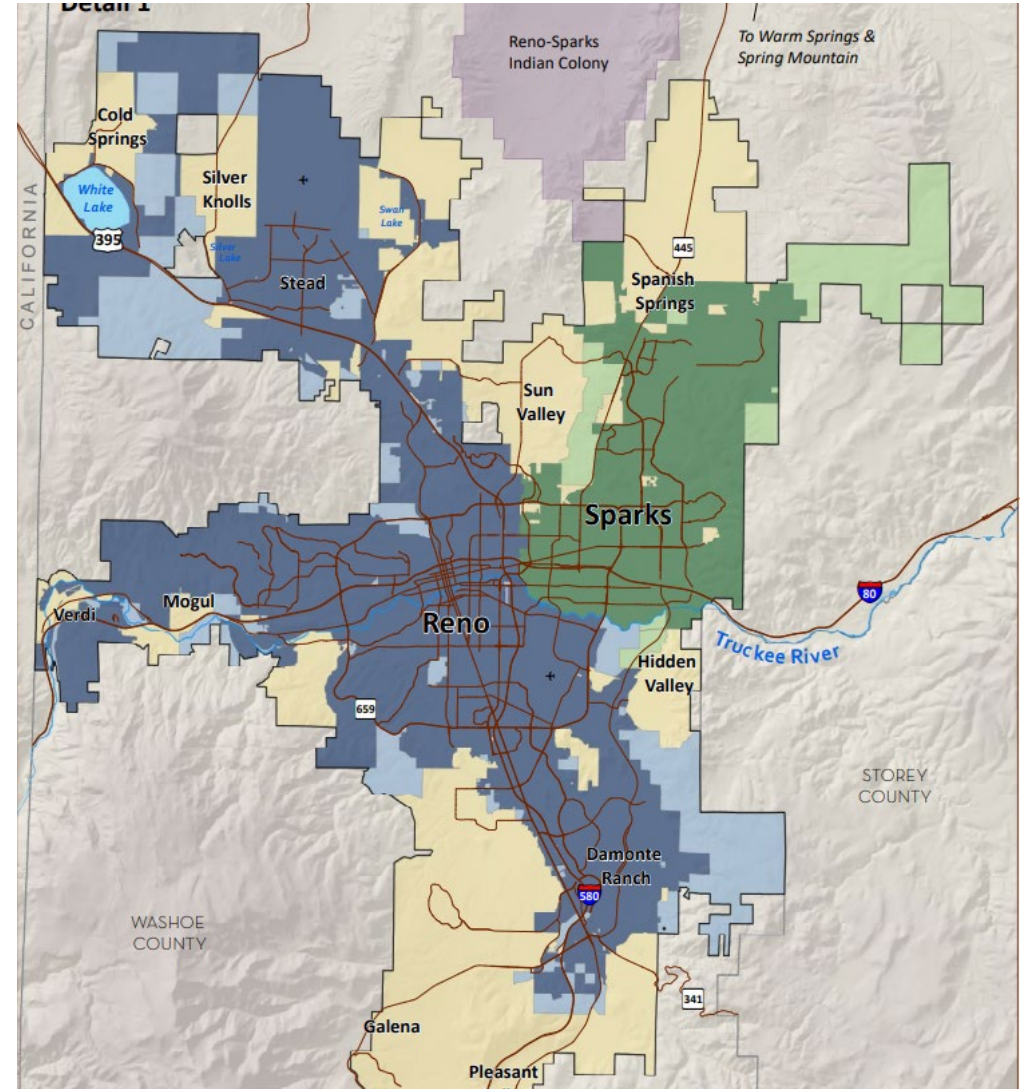 Detail 1
Reno-Sparks
Indian Colony
To Warm Springs &
Spring Mountain
Cold
Springs
Silver
Knolls
White
Lake
395
Swan
Lake
Silver
Lake
Stead
CALIFORNIA
445
Spanish
Springs
Sun
Valley
Sparks
80
Verdi
Mogul
Reno
Truckee River
Hidden
Valley
659
STOREY
COUNTY
Damonte
Ranch
580
WASHOE
COUNTY
341
Galena
Pleasant